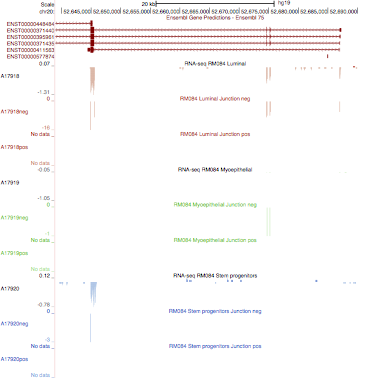 Scale 20 kb hg19
chr20: 52,645,000 52,650,000 52,655,000 52,660,000 52,665,000 52,670,000 52,675,000 52,680,000 52,685,000 52,690,000
Ensembl Gene Predictions - Ensembl 75
ENST00000448484
ENST00000371440
ENST00000395961
ENST00000371435
ENST00000411563
ENST00000577874
RNA-seq RM084 Luminal
0.07
A17918
-1.31
RM084 Luminal Junction neg
0
A17918neg
-16
RM084 Luminal Junction pos
No data
A17918pos
No data
RNA-seq RM084 Myoepithelial
-0.05
A17919
-1.05
RM084 Myoepithelial Junction neg
0
A17919neg
-1
RM084 Myoepithelial Junction pos
No data
A17919pos
No data
RNA-seq RM084 Stem progenitors
0.12
A17920
-0.78
RM084 Stem progenitors Junction neg
0
A17920neg
-3
RM084 Stem progenitors Junction pos
No data
A17920pos
No data